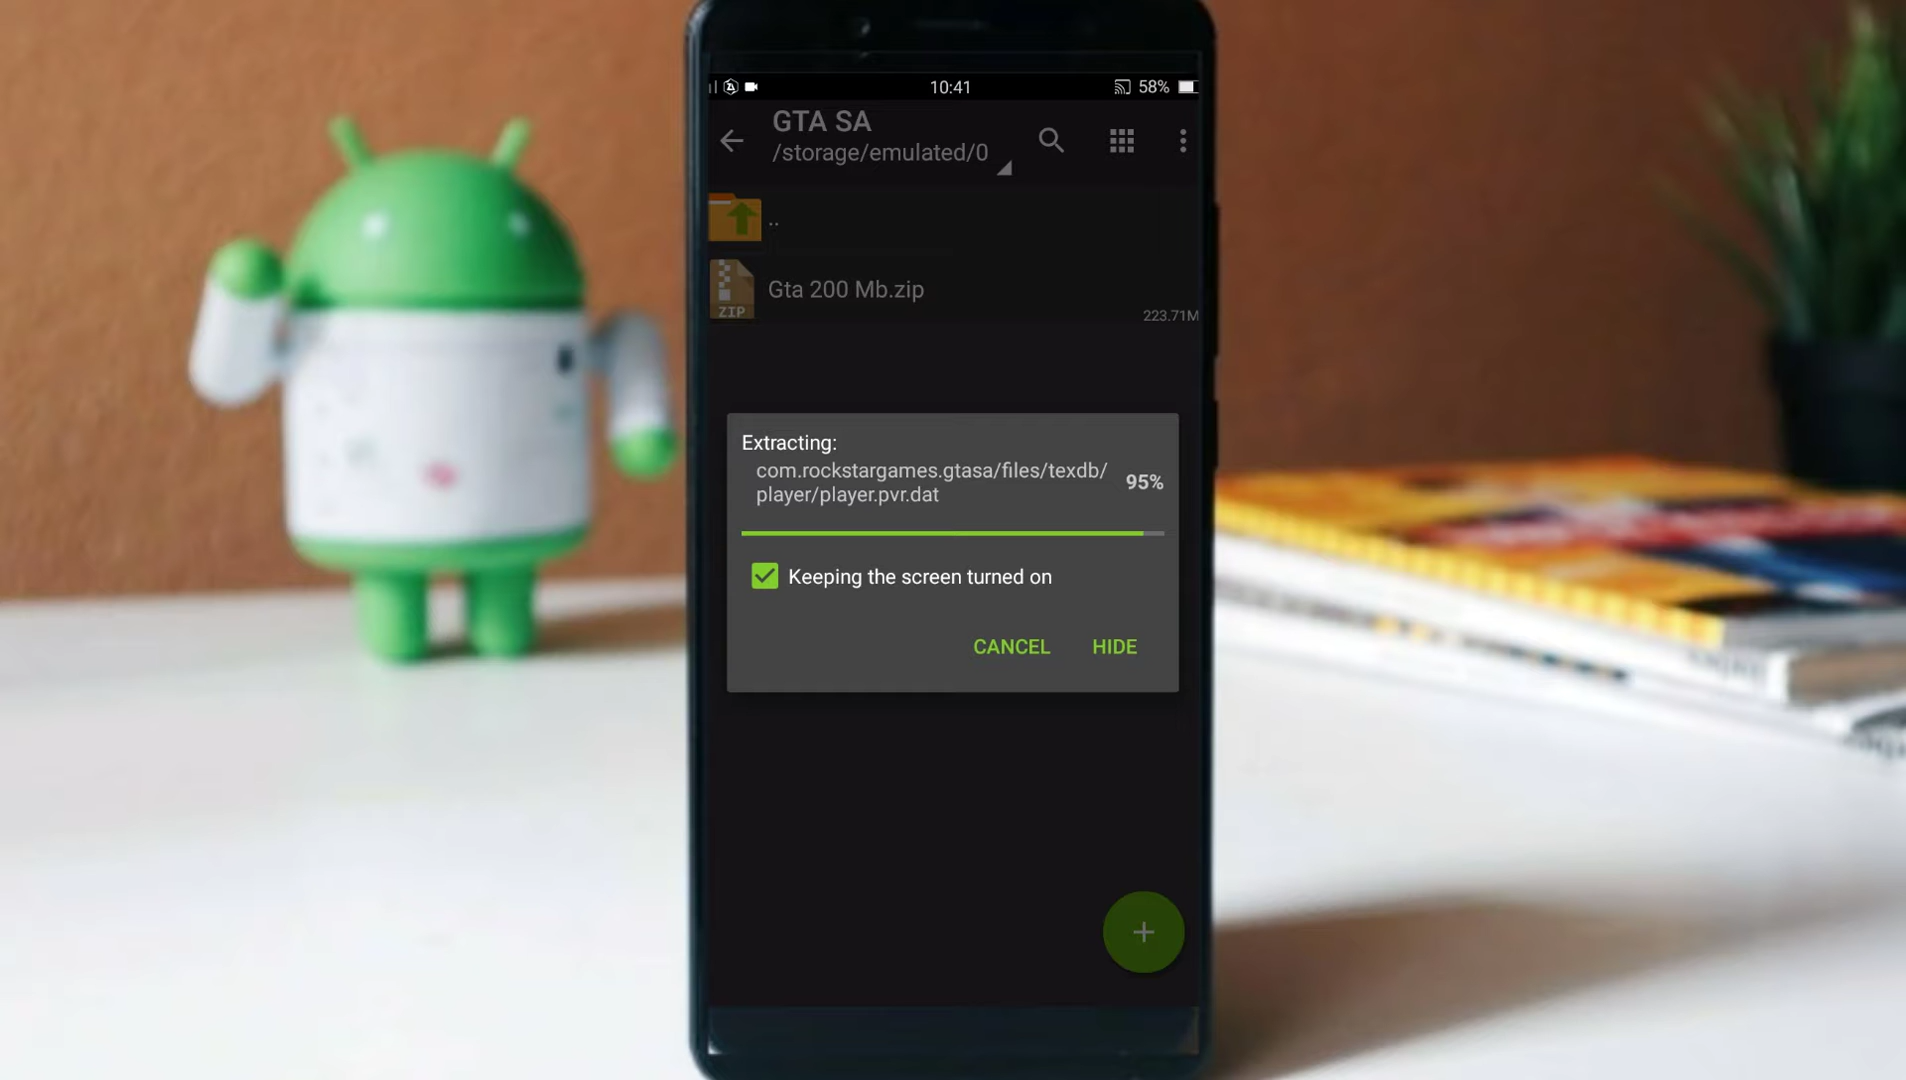 10:41
58%
GTA SA
/storage/emulated/0
..
Gta 200 Mb.zip
ZIP
223.71M
Extracting:
com.rockstargames.gtasa/files/texdb/
player/player.pvr.dat
95%
Keeping the screen turned on
CANCEL HIDE